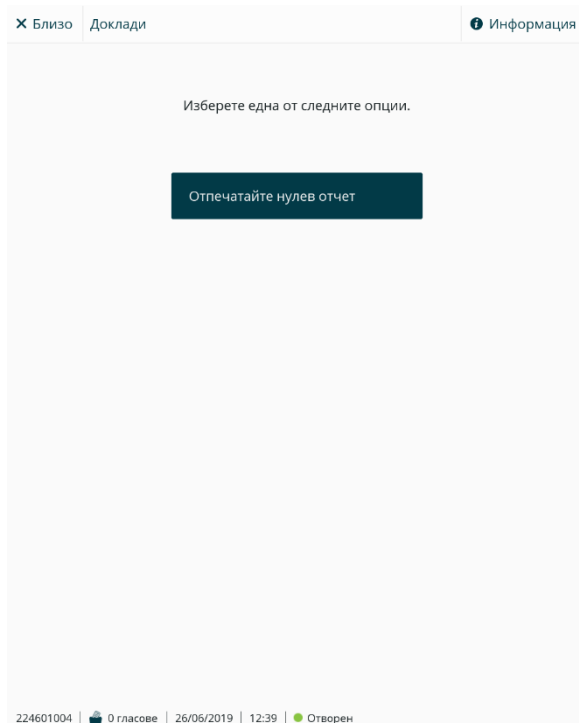 ✕ Близо Доклади Информация
Изберете една от следните опции.
Отпечатайте нулев отчет
224601004 | 0 гласове | 26/06/2019 | 12:39 | Отворен